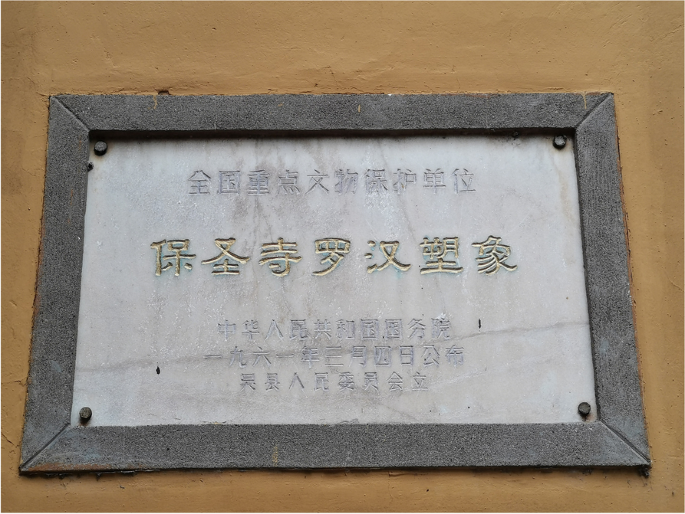 全国重点文物保护单位
保圣寺罗汉塑象
中华人民共和国国务院
一九六一年三月四日公布
吴县人民委员会立